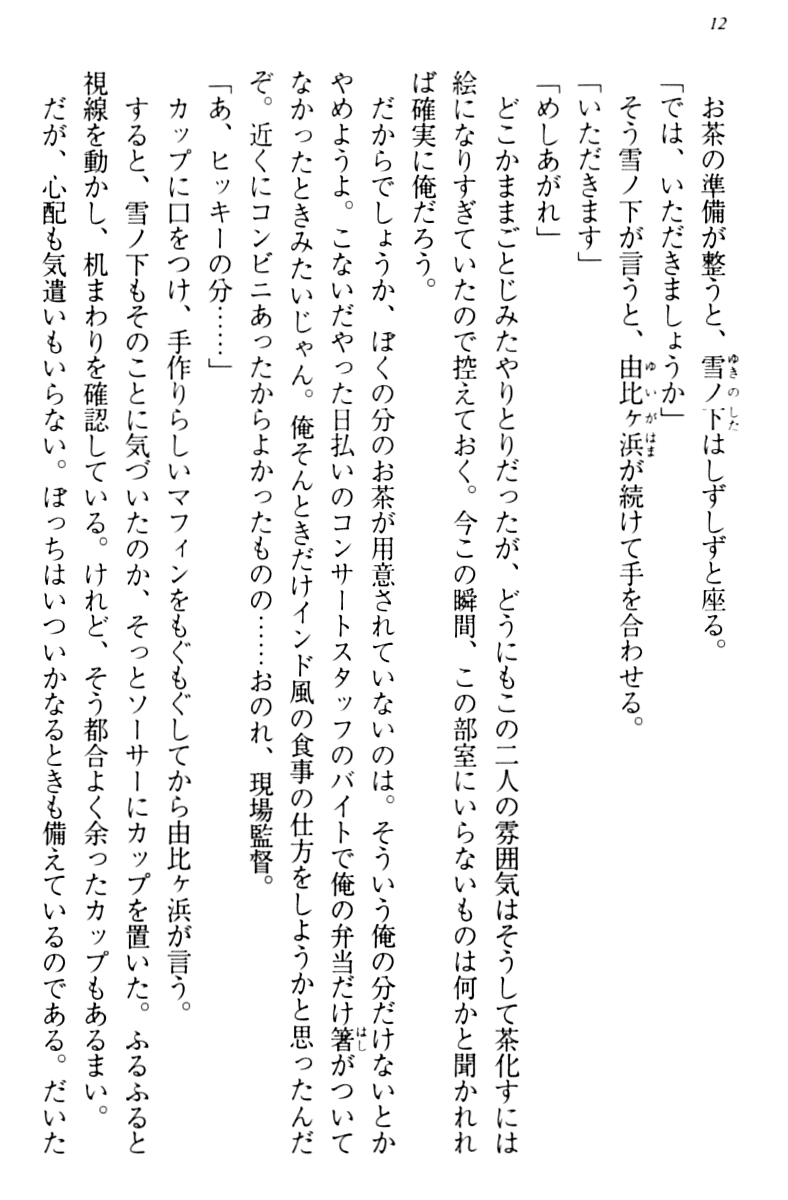 12
お茶の準備が整うと、雪ノ下はしずしずと座る。
「では、いただきましょうか」
そう雪ノ下が言うと、由比ヶ浜が続けて手を合わせる。
「いただきます」
「めしあがれ」
どこかままごとじみたやりとりだったが、どうにもこの二人の雰囲気はそうして茶化すには
絵になりすぎていたので控えておく。今この瞬間、この部室にいらないものは何かと聞かれれ
ば確実に俺だろう。
だからでしょうか、ぼくの分のお茶が用意されていないのは。そういう俺の分だけないとか
やめようよ。こないだやった日払いのコンサートスタッフのバイトで俺の弁当だけ箸がついて
なかったときみたいじゃん。俺そんときだけインド風の食事の仕方をしようかと思ったんだ
ぞ。近くにコンビニあったからよかったものの……おのれ、現場監督。
「あ、ヒッキーの分……」
カップに口をつけ、手作りらしいマフィンをもぐもぐしてから由比ヶ浜が言う。
すると、雪ノ下もそのことに気づいたのか、そっとソーサーにカップを置いた。ふるふると
視線を動かし、机まわりを確認している。けれど、そう都合よく余ったカップもあるまい。
だが、心配も気遣いもいらない。ぼっちはいついかなるときも備えているのである。だいた